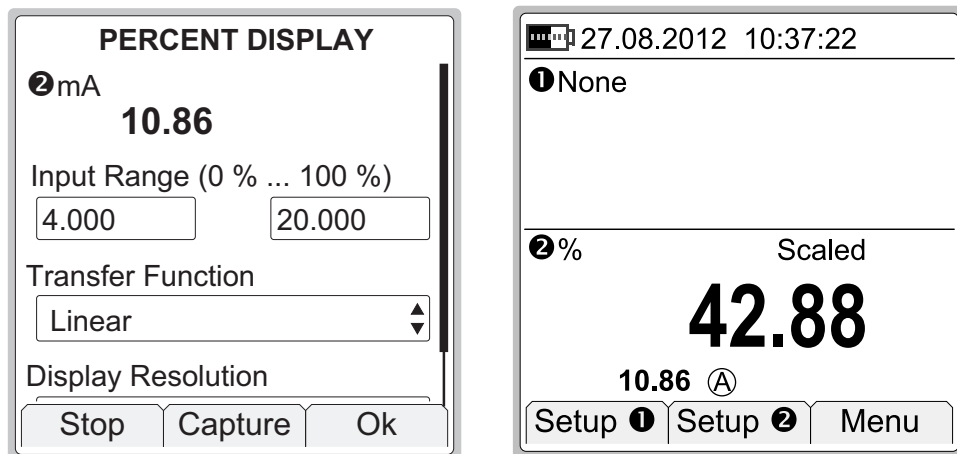 PERCENT DISPLAY
❷mA
10.86
Input Range (0 % ... 100 %)
4.000 20.000
Transfer Function
Linear
Display Resolution
Stop Capture Ok
27.08.2012 10:37:22
❶None
❷% Scaled
42.88
10.86 Ⓐ
Setup ❶ Setup ❷ Menu